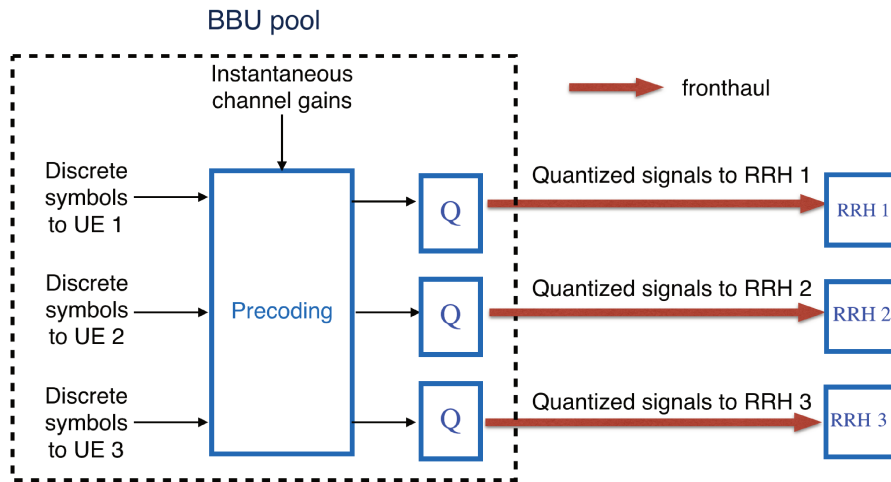 BBU pool
Instantaneous
channel gains
fronthaul
Discrete
symbols
to UE 1
Q
Quantized signals to RRH 1
RRH 1
Discrete
symbols
to UE 2
Precoding
Q
Quantized signals to RRH 2
RRH 2
Discrete
symbols
to UE 3
Q
Quantized signals to RRH 3
RRH 3